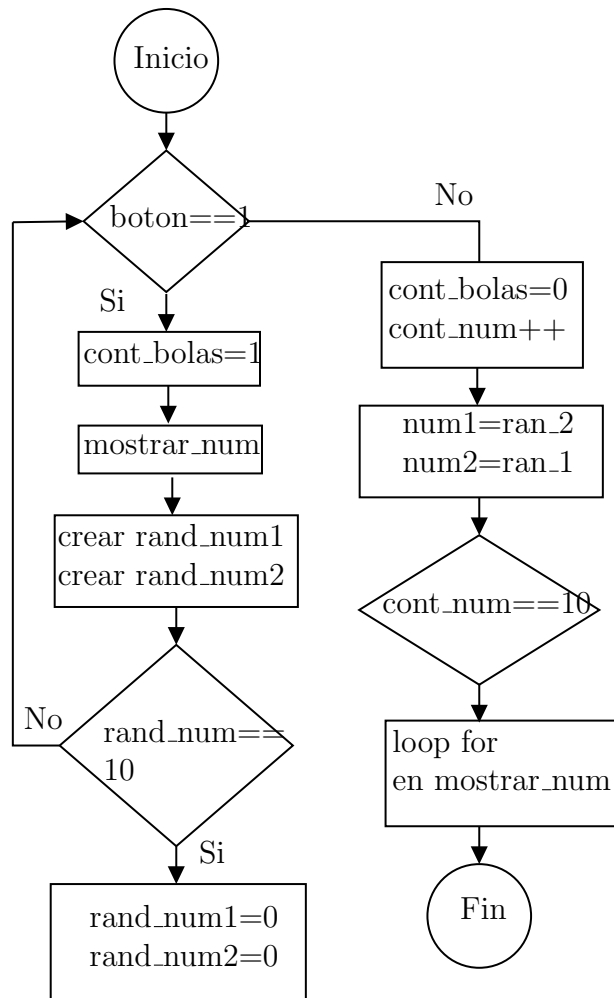 Inicio
boton==1
No
Si
cont_bolas=1
mostrar_num
crear rand_num1
crear rand_num2
No
rand_num==
10
Si
rand_num1=0
rand_num2=0
cont_bolas=0
cont_num++
num1=ran_2
num2=ran_1
cont_num==10
loop for
en mostrar_num
Fin